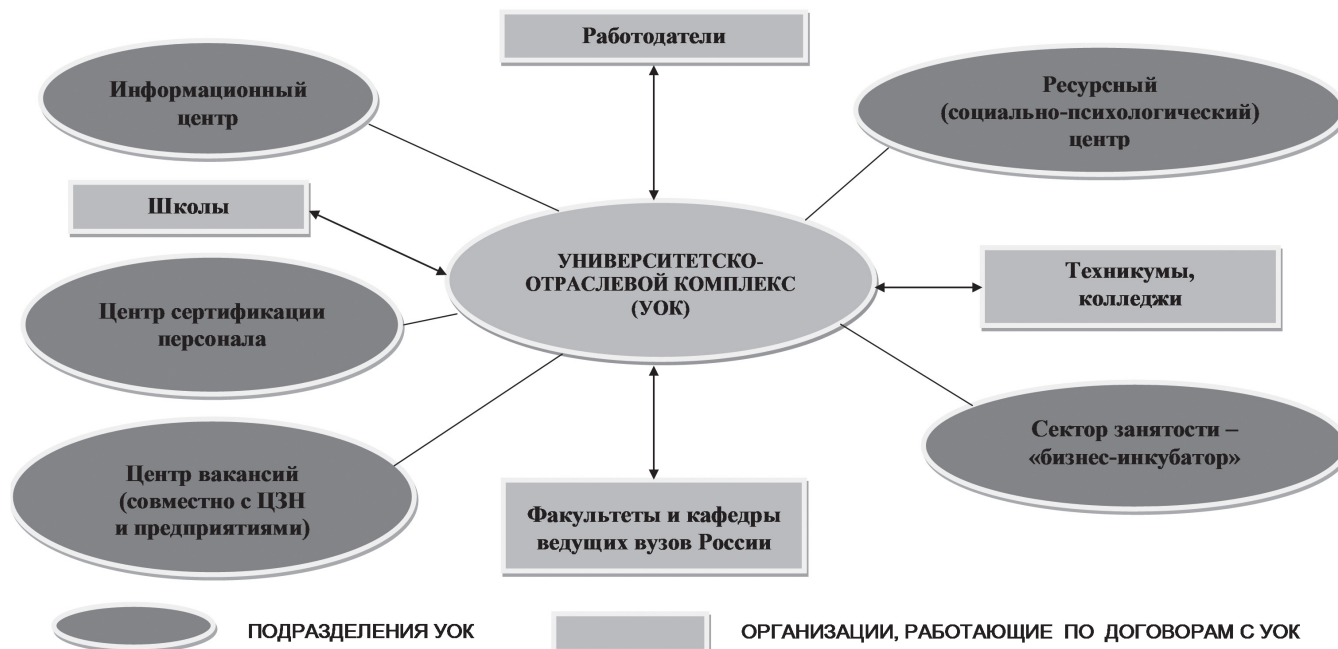 Работодатели
Информационный
центр
Ресурсный
(социально-психологический)
центр
Школы
УНИВЕРСИТЕТСКО-
ОТРАСЛЕВОЙ КОМПЛЕКС
(УОК)
Техникумы,
колледжи
Центр сертификации
персонала
Сектор занятости –
«бизнес-инкубатор»
Центр вакансий
(совместно с ЦЗН
и предприятиями)
Факультеты и кафедры
ведущих вузов России
ПОДРАЗДЕЛЕНИЯ УОК
ОРГАНИЗАЦИИ, РАБОТАЮЩИЕ ПО ДОГОВОРАМ С УОК